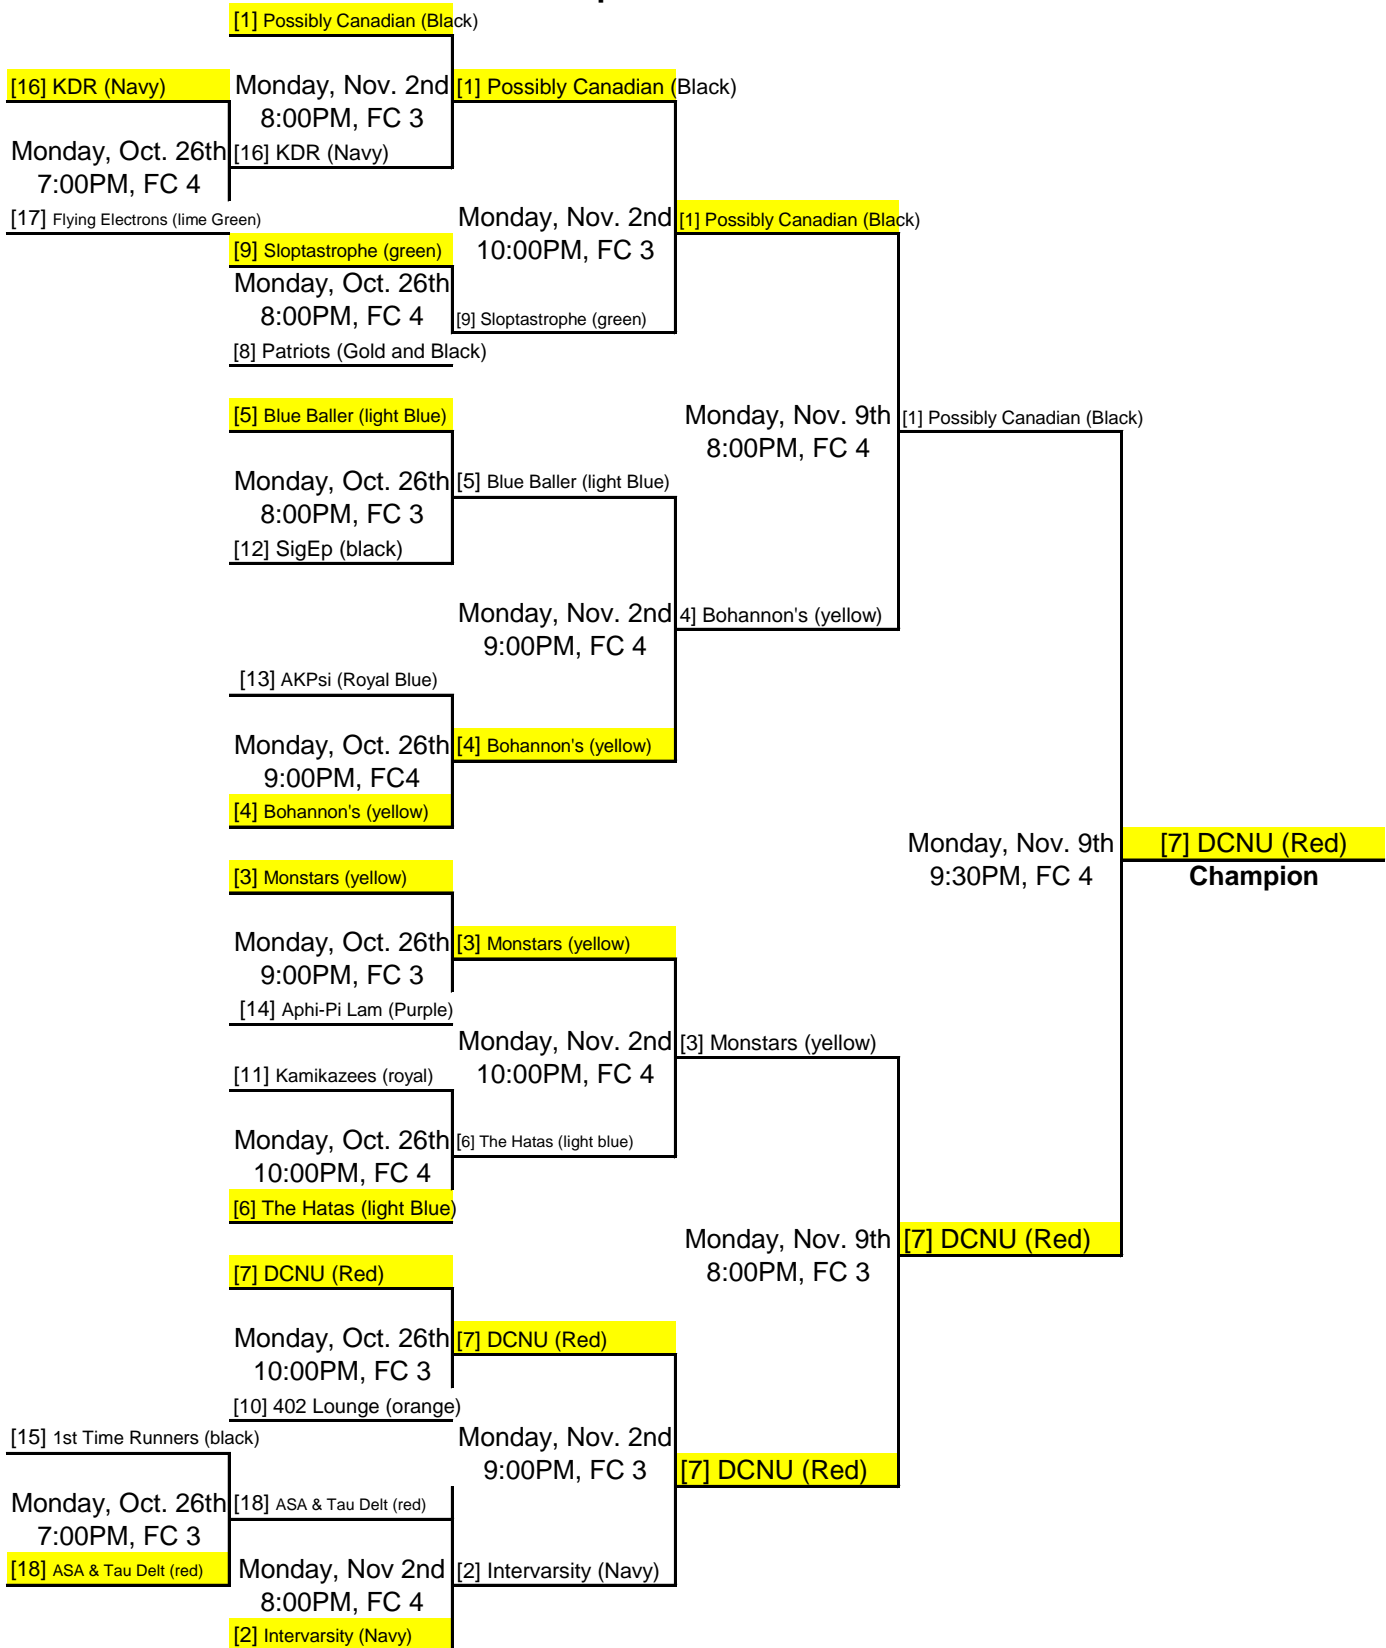 [1] Possibly Canadian (Black)
[16] KDR (Navy)
Monday, Nov. 2nd
8:00PM, FC 3
[1] Possibly Canadian (Black)
Monday, Oct. 26th
7:00PM, FC 4
[16] KDR (Navy)
[17] Flying Electrons (lime Green)
Monday, Nov. 2nd
10:00PM, FC 3
[1] Possibly Canadian (Black)
[9] Sloptastrophe (green)
Monday, Oct. 26th
8:00PM, FC 4
[9] Sloptastrophe (green)
[8] Patriots (Gold and Black)
[5] Blue Baller (light Blue)
Monday, Nov. 9th
8:00PM, FC 4
[1] Possibly Canadian (Black)
Monday, Oct. 26th
8:00PM, FC 3
[5] Blue Baller (light Blue)
[12] SigEp (black)
Monday, Nov. 2nd
9:00PM, FC 4
4] Bohannon's (yellow)
[13] AKPsi (Royal Blue)
Monday, Oct. 26th
9:00PM, FC4
[4] Bohannon's (yellow)
[4] Bohannon's (yellow)
Monday, Nov. 9th
9:30PM, FC 4
[7] DCNU (Red)
Champion
[3] Monstars (yellow)
Monday, Oct. 26th
9:00PM, FC 3
[3] Monstars (yellow)
[14] Aphi-Pi Lam (Purple)
Monday, Nov. 2nd
10:00PM, FC 4
[3] Monstars (yellow)
[11] Kamikazees (royal)
Monday, Oct. 26th
10:00PM, FC 4
[6] The Hatas (light blue)
[6] The Hatas (light Blue)
Monday, Nov. 9th
8:00PM, FC 3
[7] DCNU (Red)
[7] DCNU (Red)
Monday, Oct. 26th
10:00PM, FC 3
[7] DCNU (Red)
[10] 402 Lounge (orange)
[15] 1st Time Runners (black)
Monday, Nov. 2nd
9:00PM, FC 3
[7] DCNU (Red)
Monday, Oct. 26th
7:00PM, FC 3
[18] ASA & Tau Delt (red)
[18] ASA & Tau Delt (red)
Monday, Nov 2nd
8:00PM, FC 4
[2] Intervarsity (Navy)
[2] Intervarsity (Navy)